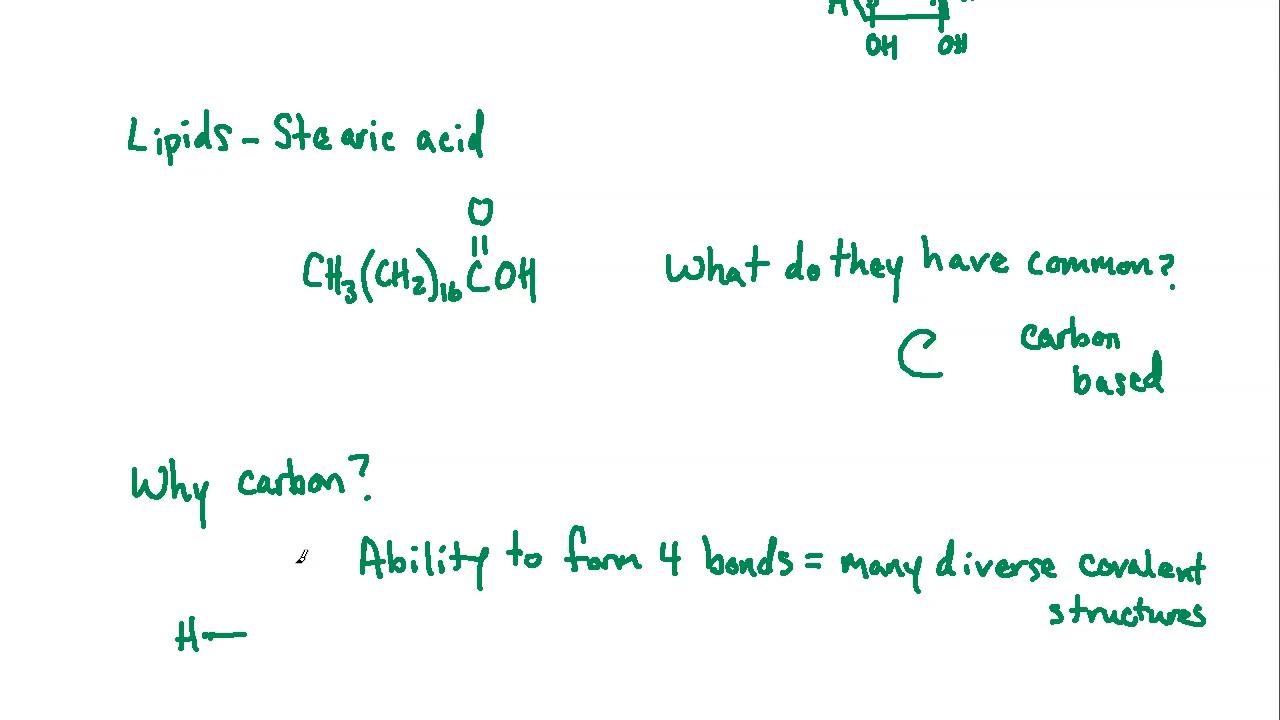 OH OH
Lipids - Stearic acid
O
||
CH₃(CH₂)₁₆COH
What do they have common?
C carbon
based
Why carbon?
Ability to form 4 bonds = many diverse covalent
structures
H—